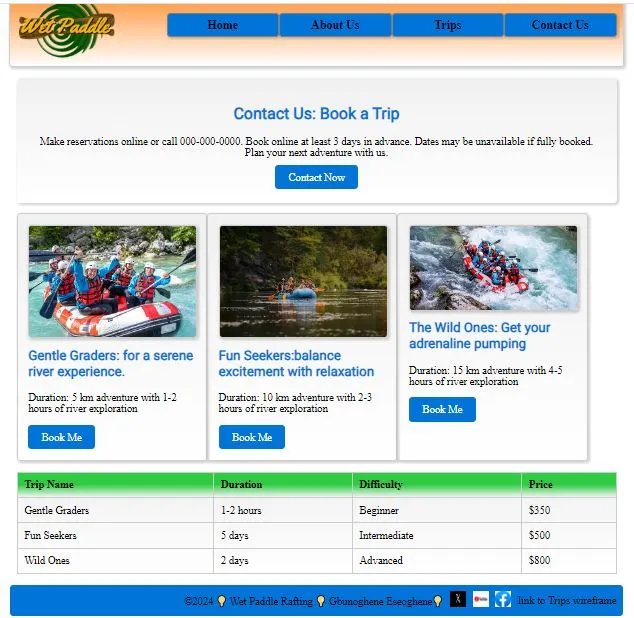 Wet Paddle
Home About Us Trips Contact Us
Contact Us: Book a Trip
Make reservations online or call 000-000-0000. Book online at least 3 days in advance. Dates may be unavailable if fully booked.
Plan your next adventure with us.
Contact Now
Gentle Graders: for a serene
river experience.
Duration: 5 km adventure with 1-2
hours of river exploration
Book Me
Fun Seekers:balance
excitement with relaxation
Duration: 10 km adventure with 2-3
hours of river exploration
Book Me
The Wild Ones: Get your
adrenaline pumping
Duration: 15 km adventure with 4-5
hours of river exploration
Book Me
Trip Name Duration Difficulty Price
Gentle Graders 1-2 hours Beginner $350
Fun Seekers 5 days Intermediate $500
Wild Ones 2 days Advanced $800
©2024 💡 Wet Paddle Rafting 💡 Gbunoghene Eseoghene💡 X link to Trips wireframe